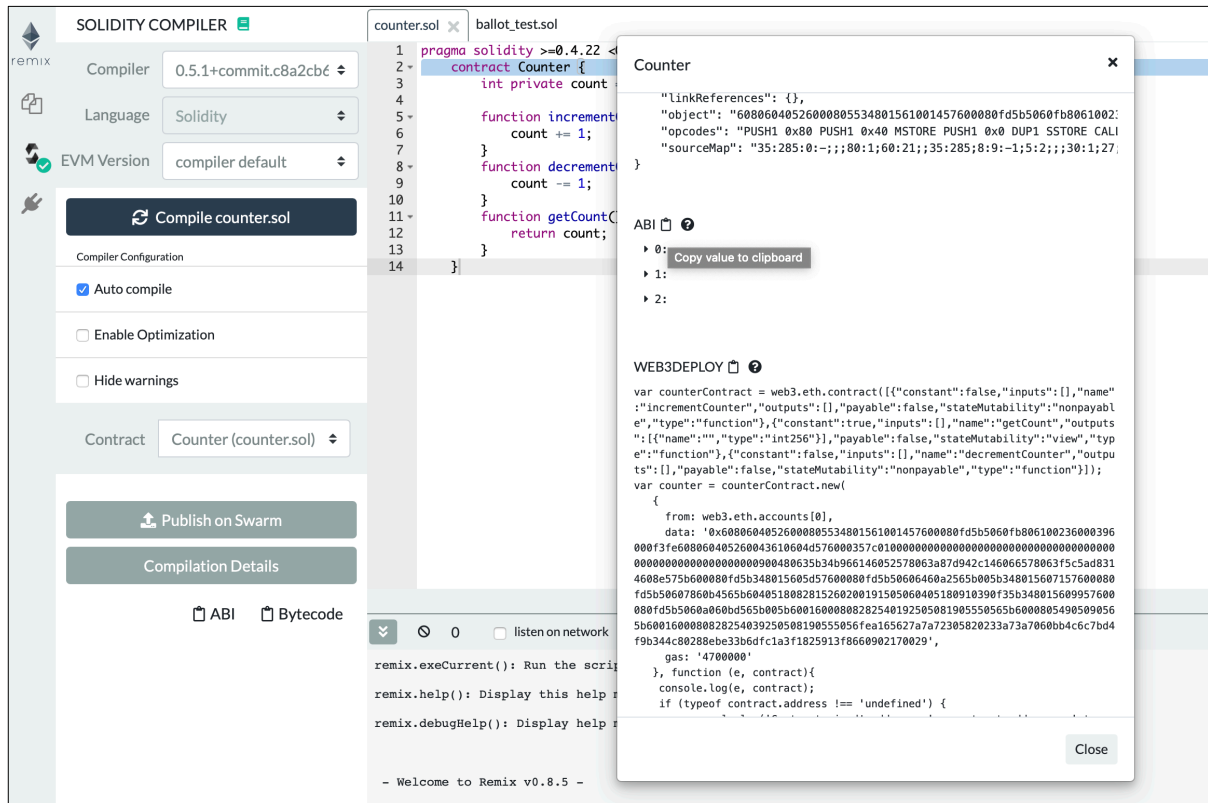 remix
SOLIDITY COMPILER
Compiler 0.5.1+commit.c8a2cb6
Language Solidity
EVM Version compiler default
Compile counter.sol
Compiler Configuration
Auto compile
Enable Optimization
Hide warnings
Contract Counter (counter.sol)
Publish on Swarm
Compilation Details
ABI Bytecode
counter.sol ballot_test.sol
1 pragma solidity >=0.4.22 <
2 contract Counter {
3 int private count =
4
5 function increment
6 count += 1;
7 }
8 function decrement
9 count -= 1;
10 }
11 function getCount(
12 return count;
13 }
14 }
0 listen on network
remix.exeCurrent(): Run the scrip
remix.help(): Display this help
remix.debugHelp(): Display help
- Welcome to Remix v0.8.5 -
Counter
"linkReferences": {},
"object": "6080604052600080553480156100145760080fd5b5060fb8061002
"opcodes": "PUSH1 0x80 PUSH1 0x40 MSTORE PUSH1 0x0 DUP1 SSTORE CAL
"sourceMap": "35:285:0:-;;;80:1;60:21;;35:285;8:9:-1;5:2;;;30:1;27;
}
ABI
0:
Copy value to clipboard
1:
2:
WEB3DEPLOY
var counterContract = web3.eth.contract([{"constant":false,"inputs":[],"name"
:"incrementCounter","outputs":[],"payable":false,"stateMutability":"nonpayabl
e","type":"function"},{"constant":true,"inputs":[],"name":"getCount","outputs
":[{"name":"","type":"int256"}],"payable":false,"stateMutability":"view","typ
e":"function"},{"constant":false,"inputs":[],"name":"decrementCounter","outpu
ts":[],"payable":false,"stateMutability":"nonpayable","type":"function"}]);
var counter = counterContract.new(
{
from: web3.eth.accounts[0],
data:
gas: '4700000'
}, function (e, contract){
console.log(e, contract);
if (typeof contract.address !== 'undefined') {
Close